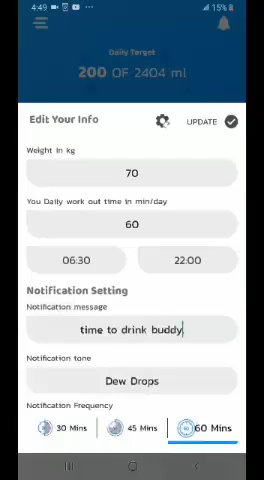 4:49 15%
Daily Target
200 OF 2404 ml
Edit Your Info UPDATE
Weight in kg
70
You Daily work out time in min/day
60
06:30 22:00
Notification Setting
Notification message
time to drink buddy
Notification tone
Dew Drops
Notification Frequency
30 Mins 45 Mins 60 Mins